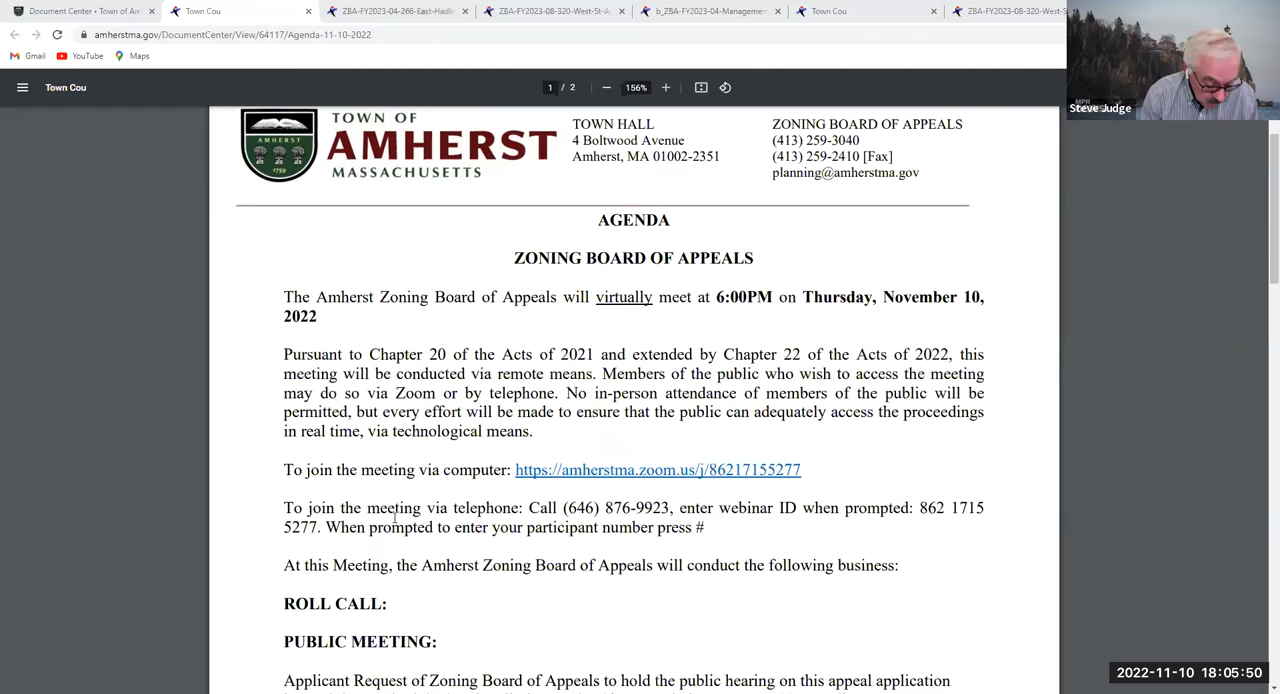 Document Center • Town of Am
Town Cou
ZBA-FY2023-04-266-East-Hadle
ZBA-FY2023-08-320-West-St-Ap
b_ZBA-FY2023-04-Management
Town Cou
ZBA-FY2023-08-320-West-S
amherstma.gov/DocumentCenter/View/64117/Agenda-11-10-2022
Gmail YouTube Maps
Town Cou
1 / 2 156%
Steve Judge
AMHERST
1759
TOWN OF
AMHERST
MASSACHUSETTS
TOWN HALL
4 Boltwood Avenue
Amherst, MA 01002-2351
ZONING BOARD OF APPEALS
(413) 259-3040
(413) 259-2410 [Fax]
planning@amherstma.gov
AGENDA
ZONING BOARD OF APPEALS
The Amherst Zoning Board of Appeals will virtually meet at 6:00PM on Thursday, November 10,
2022
Pursuant to Chapter 20 of the Acts of 2021 and extended by Chapter 22 of the Acts of 2022, this
meeting will be conducted via remote means. Members of the public who wish to access the meeting
may do so via Zoom or by telephone. No in-person attendance of members of the public will be
permitted, but every effort will be made to ensure that the public can adequately access the proceedings
in real time, via technological means.
To join the meeting via computer: https://amherstma.zoom.us/j/86217155277
To join the meeting via telephone: Call (646) 876-9923, enter webinar ID when prompted: 862 1715
5277. When prompted to enter your participant number press #
At this Meeting, the Amherst Zoning Board of Appeals will conduct the following business:
ROLL CALL:
PUBLIC MEETING:
Applicant Request of Zoning Board of Appeals to hold the public hearing on this appeal application
2022-11-10 18:05:50